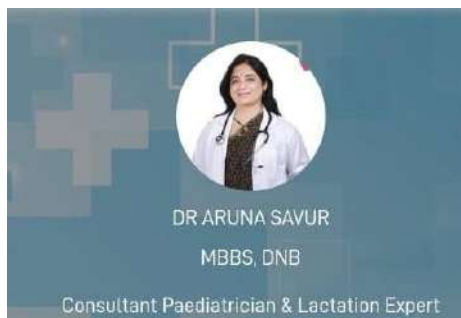 DR ARUNA SAVUR
MBBS, DNB
Consultant Paediatrician & Lactation Expert